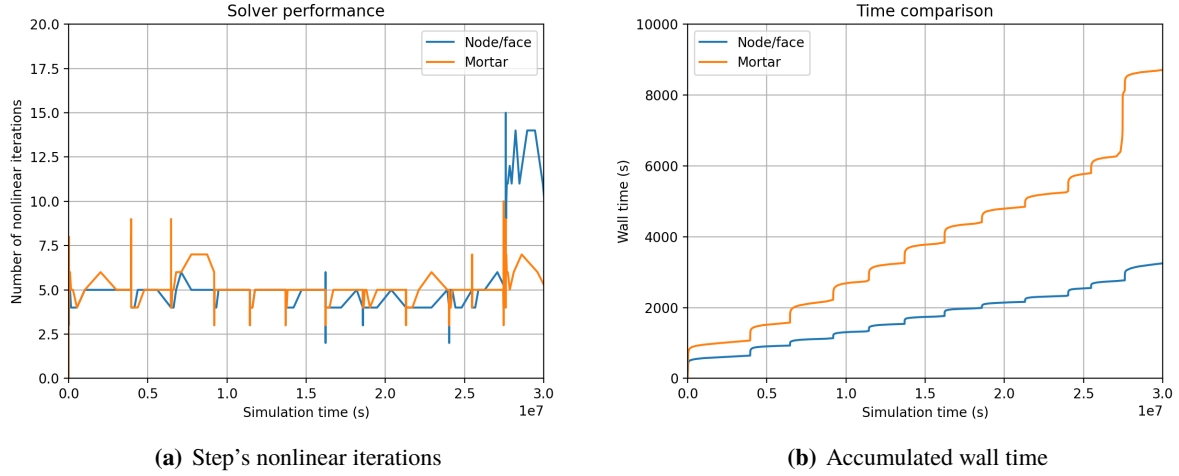 Solver performance
20.0
17.5
15.0
12.5
10.0
7.5
5.0
2.5
0.0
Number of nonlinear iterations
Node/face
Mortar
0.0 0.5 1.0 1.5 2.0 2.5 3.0
1e7
Simulation time (s)
(a) Step's nonlinear iterations
Time comparison
10000
8000
6000
4000
2000
0
Wall time (s)
Node/face
Mortar
0.0 0.5 1.0 1.5 2.0 2.5 3.0
1e7
Simulation time (s)
(b) Accumulated wall time